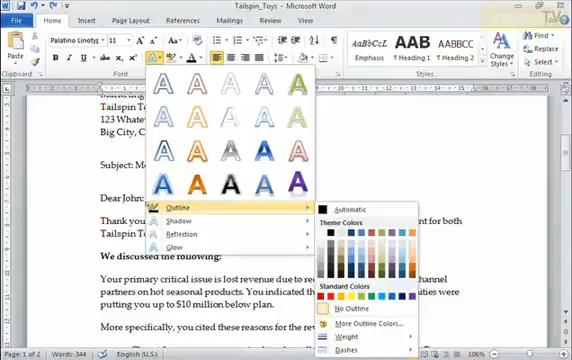 Tailspin_Toys - Microsoft Word
File Home Insert Page Layout References Mailings Review View
Paste
Palatino Linotype 11
AaBbCcL AAB AABBCC
¶ Emphasis ¶ Heading 1 ¶ Heading 2
Change Styles
Find
Replace
Select
Clipboard
Styles
Editing
Tailspin To
123 Whate
Big City,
Subject: M
Dear John:
Outline
Shadow
Reflection
Glow
Automatic
Theme Colors
Standard Colors
No Outline
More Outline Colors...
Weight
Dashes
Thank you
Tailspin T
for both
We discussed the following:
Your primary critical issue is lost revenue due to
channel
partners on hot seasonal products. You indicated th
ities were
putting you up to $10 million below plan.
More specifically, you cited these reasons for the rev
Page: 1 of 2 Words: 344 English (U.S.) 106%